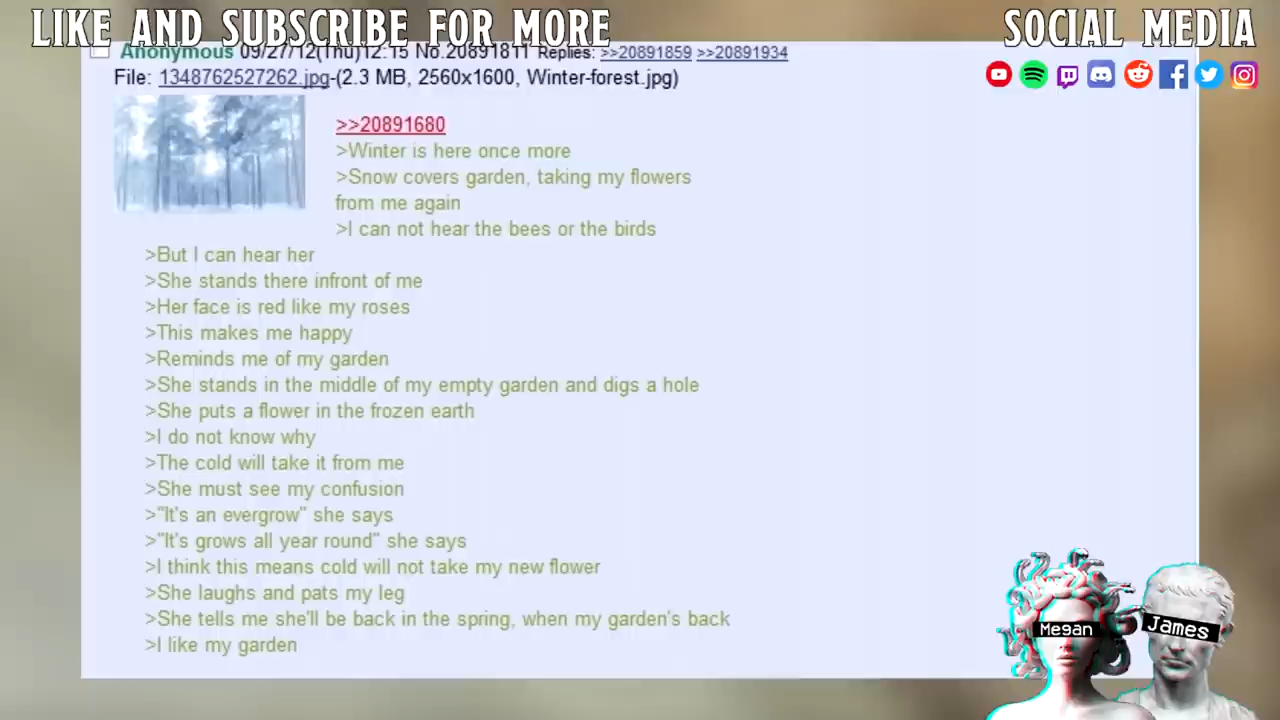 LIKE AND SUBSCRIBE FOR MORE
SOCIAL MEDIA
Anonymous 09/27/12(Thu)12:15 No.20891811 Replies: >>20891859 >>20891934
File: 1348762527262.jpg-(2.3 MB, 2560x1600, Winter-forest.jpg)
>>20891680
>Winter is here once more
>Snow covers garden, taking my flowers
from me again
>I can not hear the bees or the birds
>But I can hear her
>She stands there infront of me
>Her face is red like my roses
>This makes me happy
>Reminds me of my garden
>She stands in the middle of my empty garden and digs a hole
>She puts a flower in the frozen earth
>I do not know why
>The cold will take it from me
>She must see my confusion
>"It's an evergrow" she says
>"It's grows all year round" she says
>I think this means cold will not take my new flower
>She laughs and pats my leg
>She tells me she'll be back in the spring, when my garden's back
>I like my garden
Megan
James